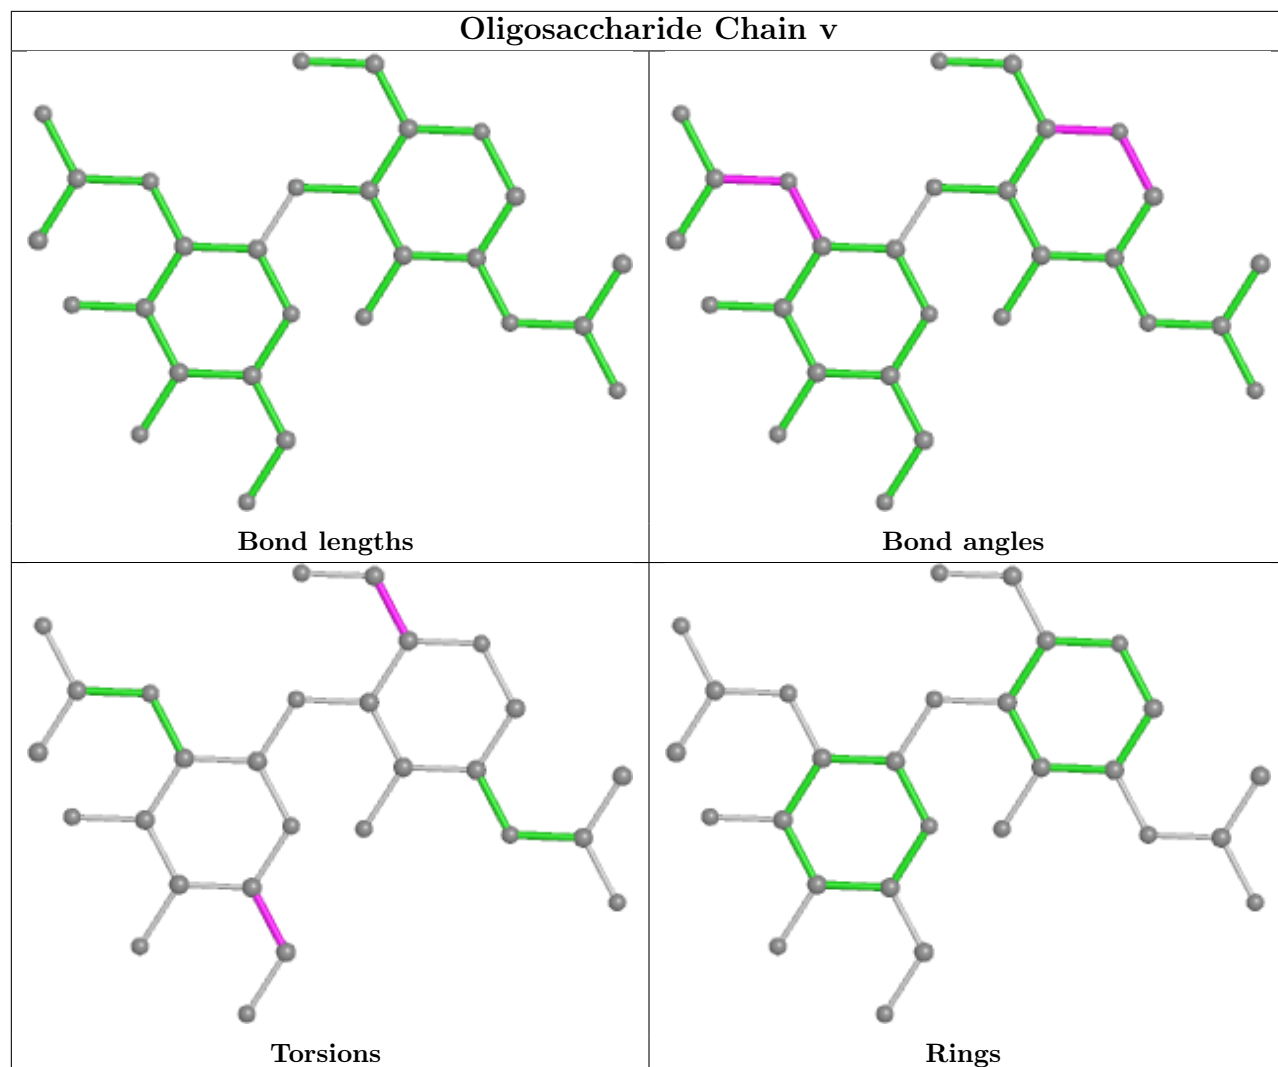 Oligosaccharide Chain v
Bond lengths
Bond angles
Torsions
Rings